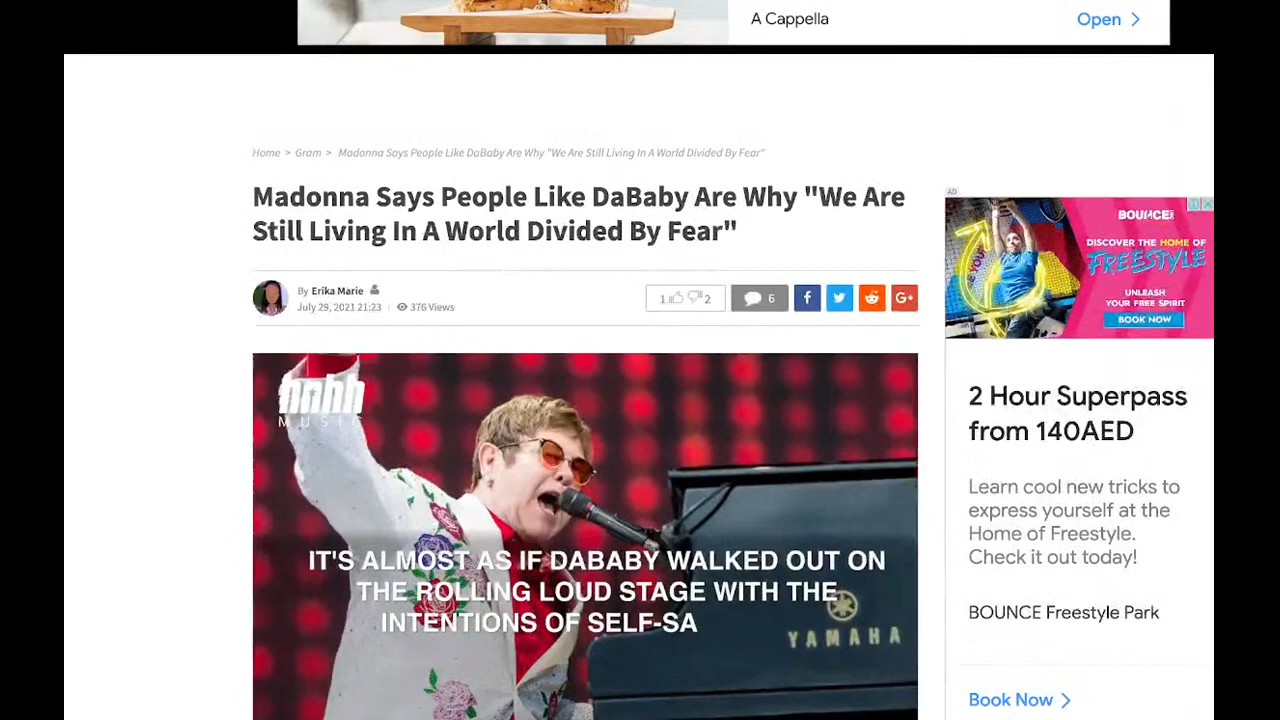 A Cappella
Open
Home > Gram > Madonna Says People Like DaBaby Are Why "We Are Still Living In A World Divided By Fear"
Madonna Says People Like DaBaby Are Why "We Are
Still Living In A World Divided By Fear"
By Erika Marie
July 29, 2021 21:23
376 Views
1
2
6
AD
BOUNCE
DISCOVER THE HOME OF
FREESTYLE
UNLEASH
YOUR FREE SPIRIT
BOOK NOW
hnhh
MUSIC
IT'S ALMOST AS IF DABABY WALKED OUT ON
THE ROLLING LOUD STAGE WITH THE
INTENTIONS OF SELF-SA
YAMAHA
2 Hour Superpass
from 140AED
Learn cool new tricks to
express yourself at the
Home of Freestyle.
Check it out today!
BOUNCE Freestyle Park
Book Now